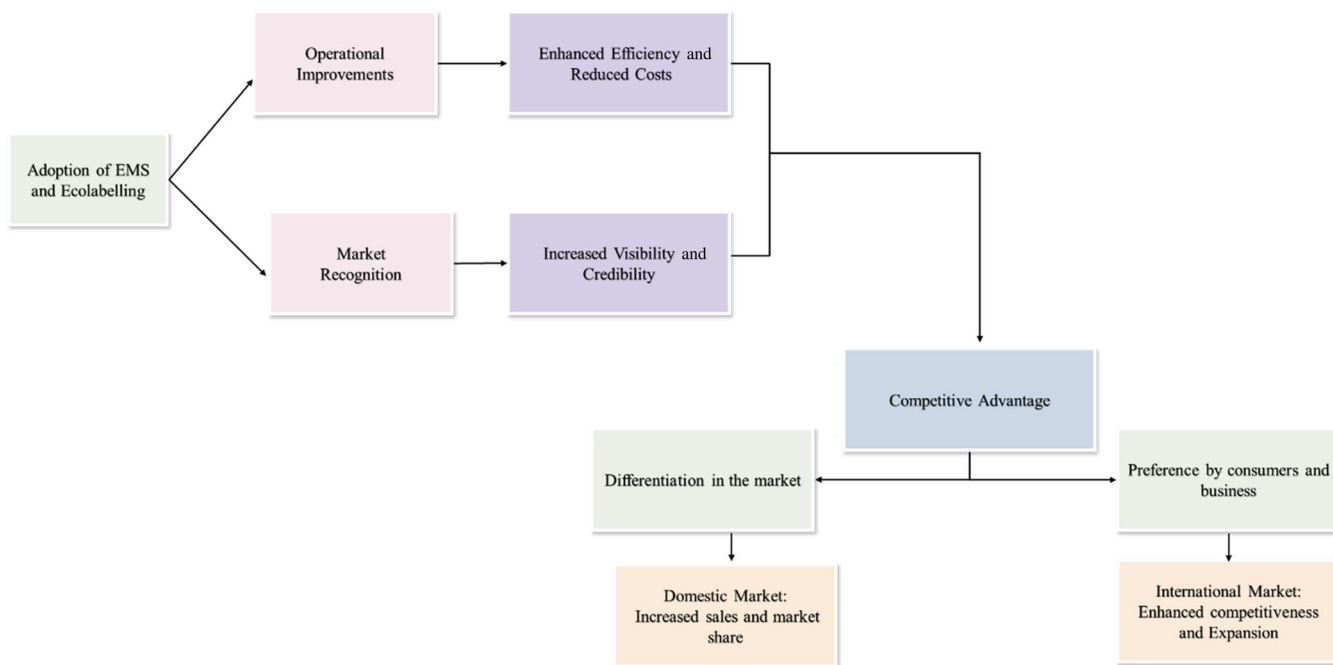 Operational
Improvements
Enhanced Efficiency and
Reduced Costs
Adoption of EMS
and Ecolabelling
Market
Recognition
Increased Visibility and
Credibility
Competitive Advantage
Differentiation in the market
Preference by consumers and
business
Domestic Market:
Increased sales and market
share
International Market:
Enhanced competitiveness
and Expansion